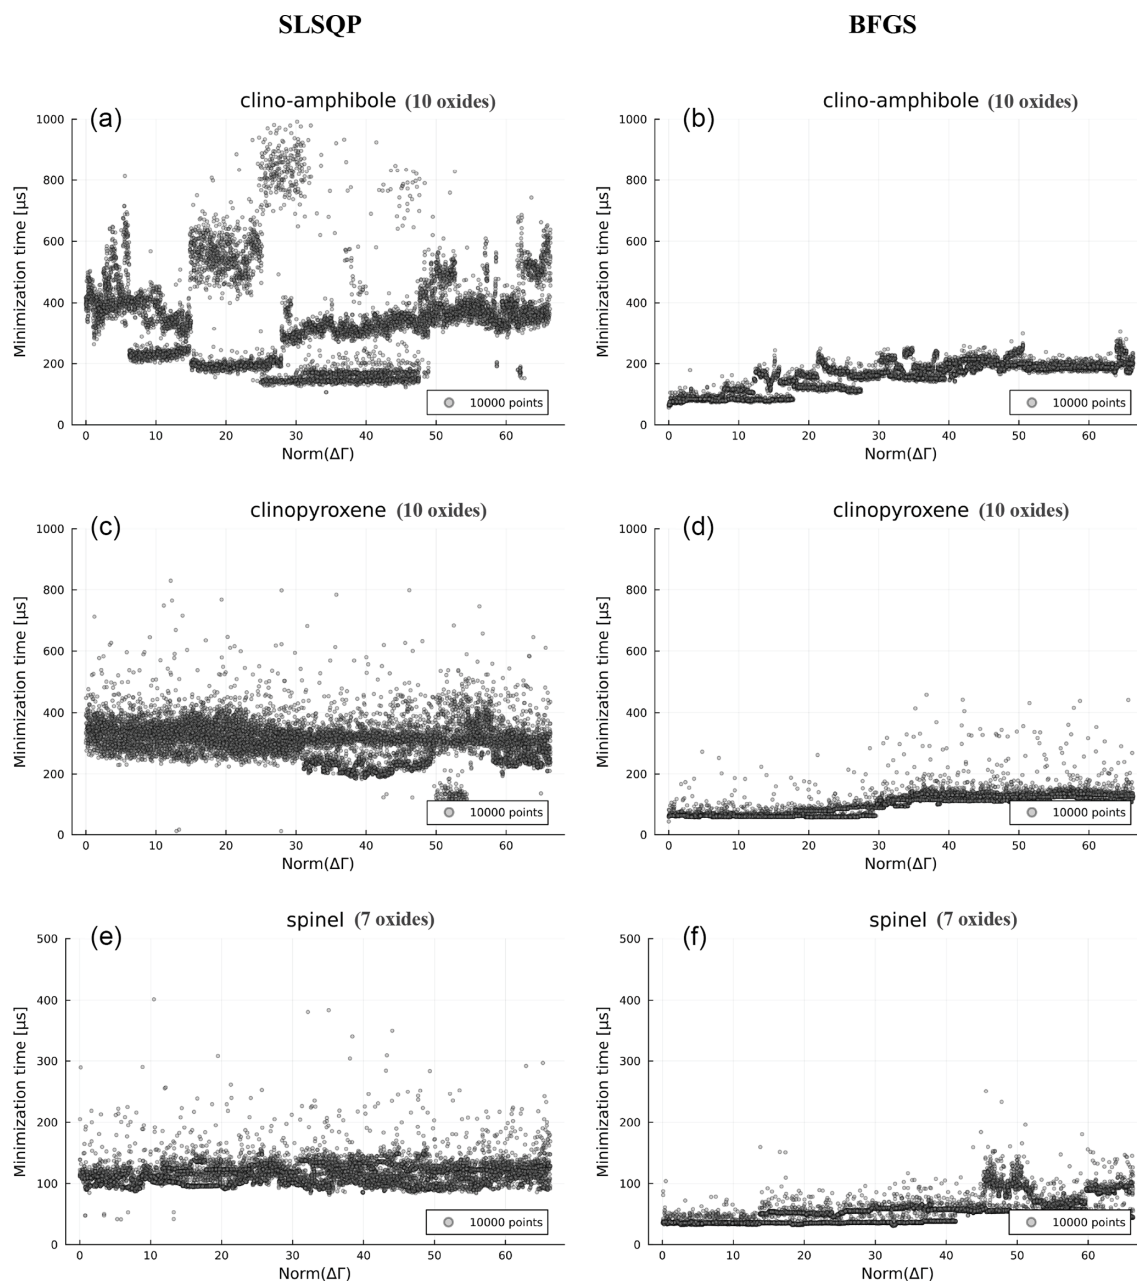 SLSQP
BFGS
(a)
clino-amphibole (10 oxides)
Minimization time [μs]
1000
800
600
400
200
0
0 10 20 30 40 50 60
Norm(ΔΓ)
10000 points
(b)
clino-amphibole (10 oxides)
Minimization time [μs]
1000
800
600
400
200
0
0 10 20 30 40 50 60
Norm(ΔΓ)
10000 points
(c)
clinopyroxene (10 oxides)
Minimization time [μs]
1000
800
600
400
200
0
0 10 20 30 40 50 60
Norm(ΔΓ)
10000 points
(d)
clinopyroxene (10 oxides)
Minimization time [μs]
1000
800
600
400
200
0
0 10 20 30 40 50 60
Norm(ΔΓ)
10000 points
(e)
spinel (7 oxides)
Minimization time [μs]
500
400
300
200
100
0
0 10 20 30 40 50 60
Norm(ΔΓ)
10000 points
(f)
spinel (7 oxides)
Minimization time [μs]
500
400
300
200
100
0
0 10 20 30 40 50 60
Norm(ΔΓ)
10000 points